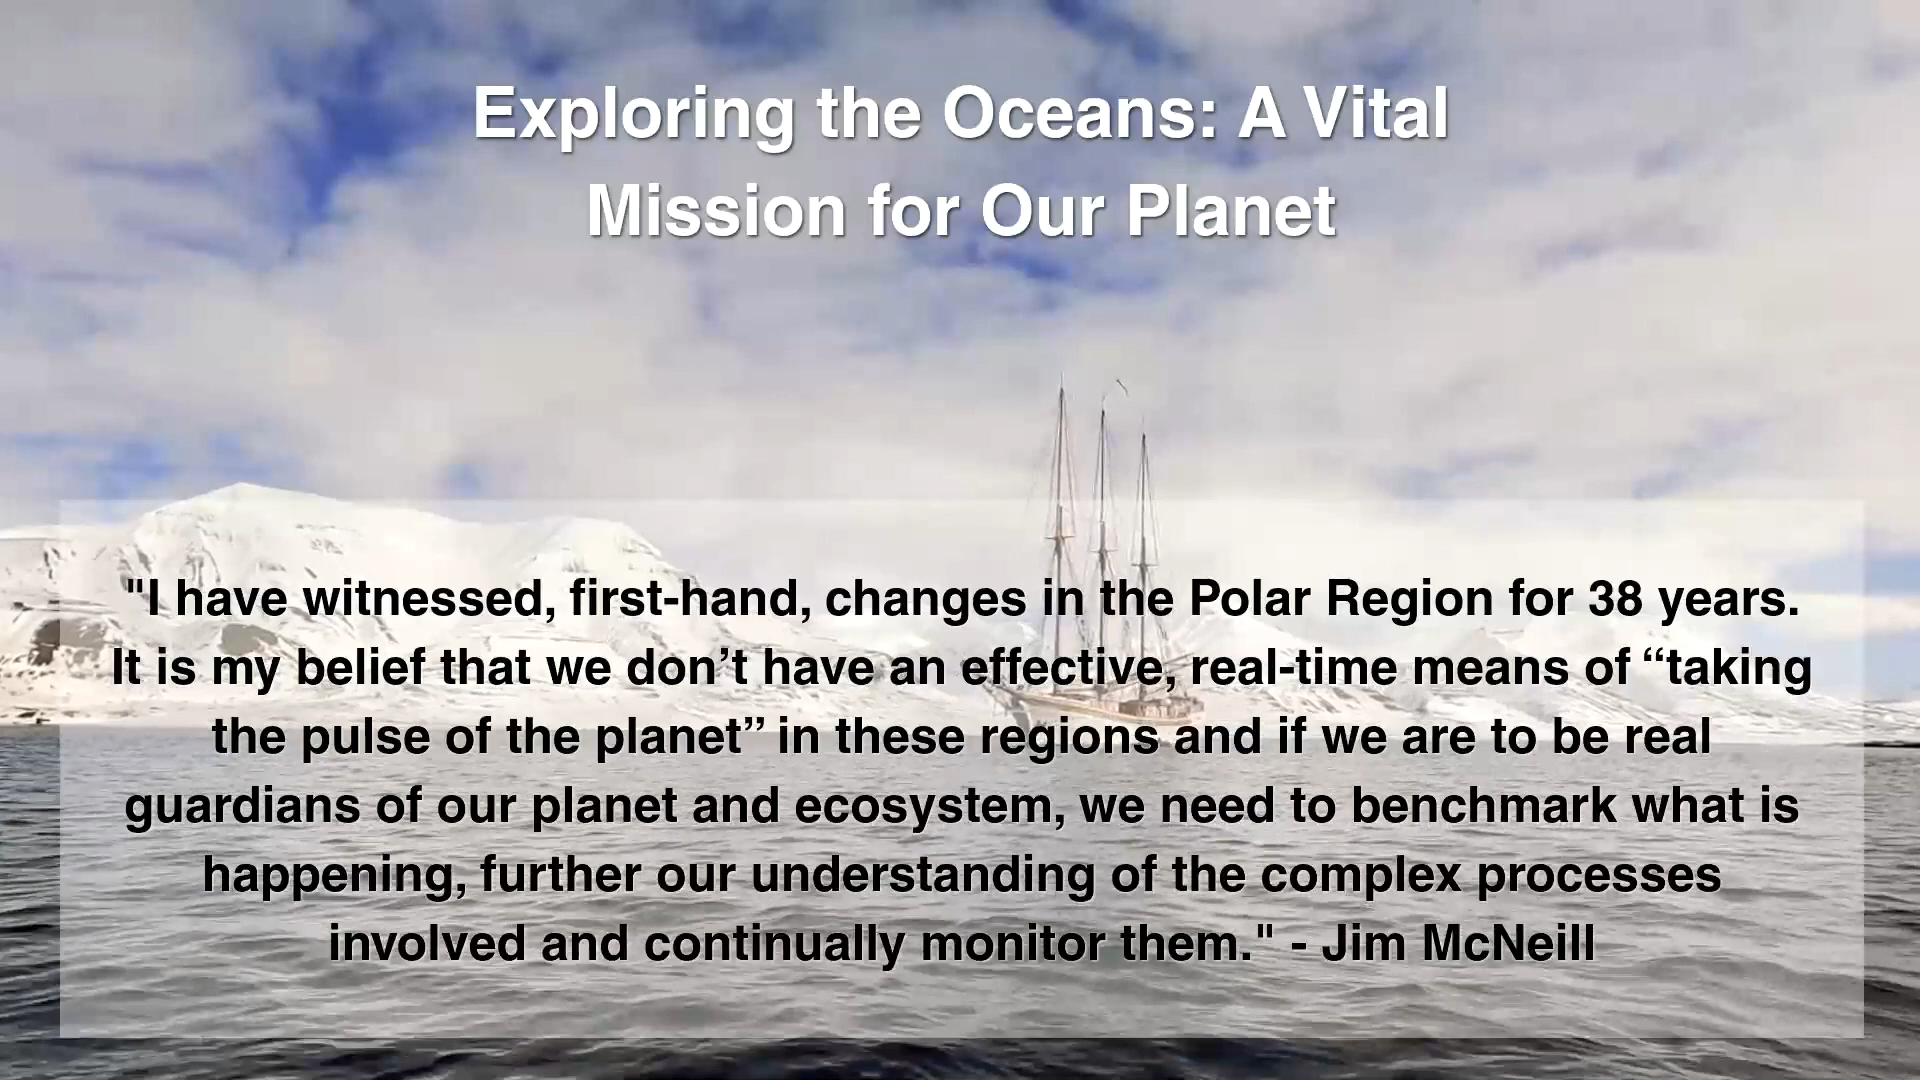 Exploring the Oceans: A Vital
Mission for Our Planet
"I have witnessed, first-hand, changes in the Polar Region for 38 years.
It is my belief that we don’t have an effective, real-time means of “taking
the pulse of the planet” in these regions and if we are to be real
guardians of our planet and ecosystem, we need to benchmark what is
happening, further our understanding of the complex processes
involved and continually monitor them." - Jim McNeill